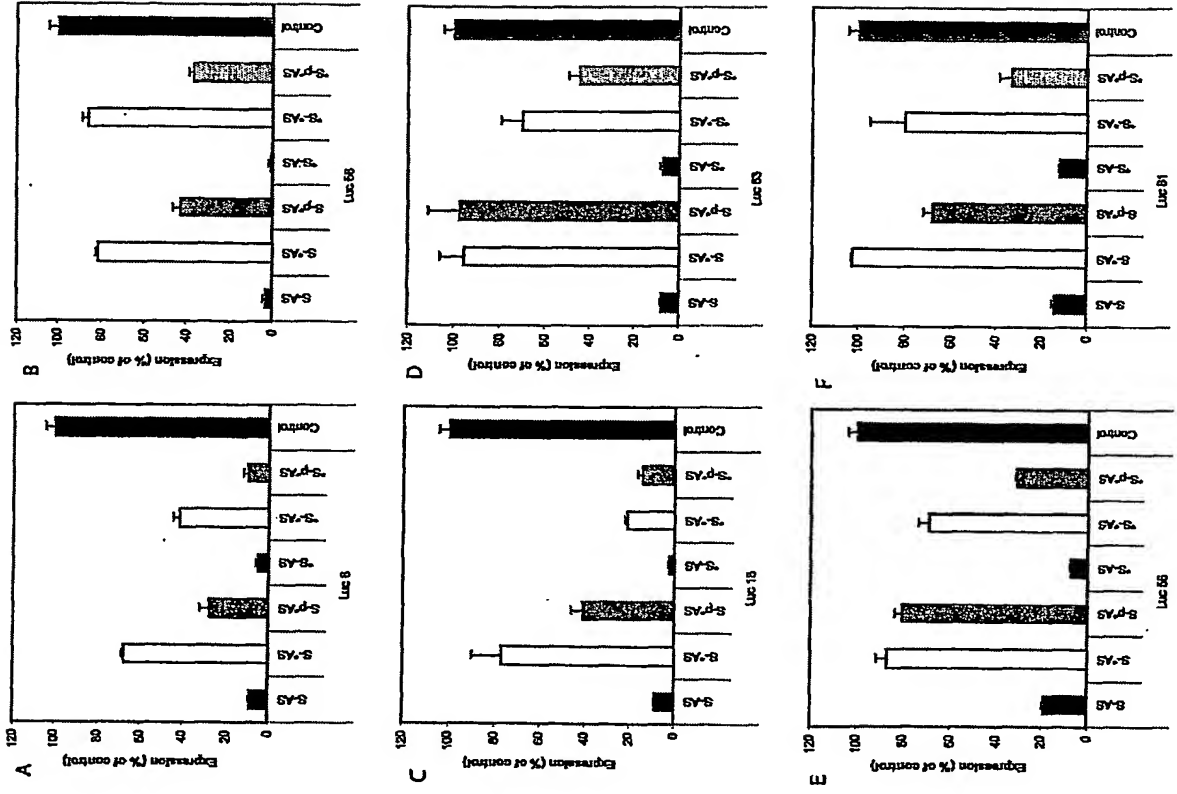 A
Expression (% of control)
120
100
80
60
40
20
0
S-AS
S-*AS
S-p*AS
*S-AS
*S-*AS
*S-p*AS
Control
Luc 8
B
Expression (% of control)
120
100
80
60
40
20
0
S-AS
S-*AS
S-p*AS
*S-AS
*S-*AS
*S-p*AS
Control
Luc
C
Expression (% of control)
120
100
80
60
40
20
0
S-AS
S-*AS
S-p*AS
*S-AS
*S-*AS
*S-p*AS
Control
Luc
D
Expression (% of control)
120
100
80
60
40
20
0
S-AS
S-*AS
S-p*AS
*S-AS
*S-*AS
*S-p*AS
Control
Luc
E
Expression (% of control)
120
100
80
60
40
20
0
S-AS
S-*AS
S-p*AS
*S-AS
*S-*AS
*S-p*AS
Control
Luc
F
Expression (% of control)
120
100
80
60
40
20
0
S-AS
S-*AS
S-p*AS
*S-AS
*S-*AS
*S-p*AS
Control
Luc 81